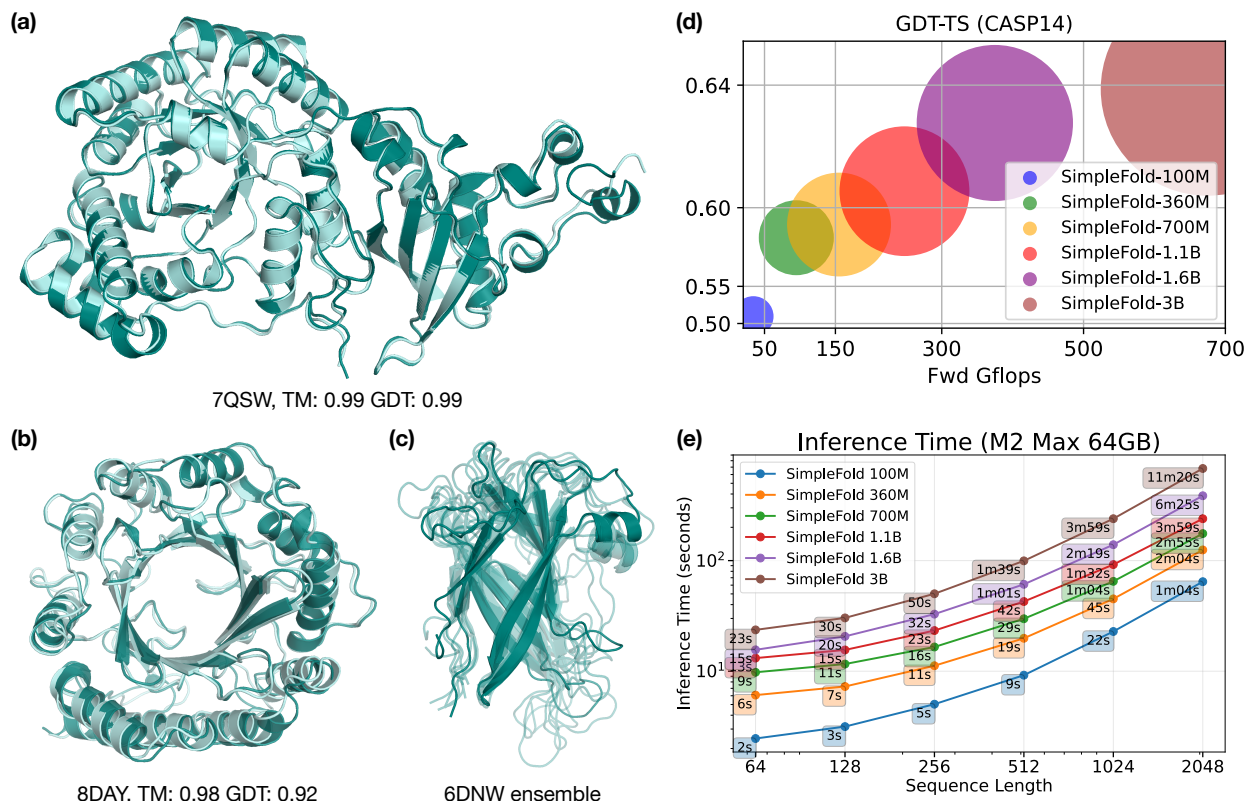 (a)
7QSW, TM: 0.99 GDT: 0.99
(b)
8DAY, TM: 0.98 GDT: 0.92
(c)
6DNW ensemble
(d)
GDT-TS (CASP14)
0.64
0.60
0.55
0.50
SimpleFold-100M
SimpleFold-360M
SimpleFold-700M
SimpleFold-1.1B
SimpleFold-1.6B
SimpleFold-3B
50 150 300 500 700
Fwd Gflops
(e)
Inference Time (M2 Max 64GB)
Inference Time (seconds)
10²
10¹
SimpleFold 100M
SimpleFold 360M
SimpleFold 700M
SimpleFold 1.1B
SimpleFold 1.6B
SimpleFold 3B
23s 30s 50s 1m39s 3m59s 11m20s
15s 20s 32s 1m01s 2m19s 6m25s
13s 15s 23s 42s 1m32s 3m59s
9s 11s 16s 29s 1m04s 2m55s
6s 7s 11s 19s 45s 2m04s
2s 3s 5s 9s 22s 1m04s
64 128 256 512 1024 2048
Sequence Length